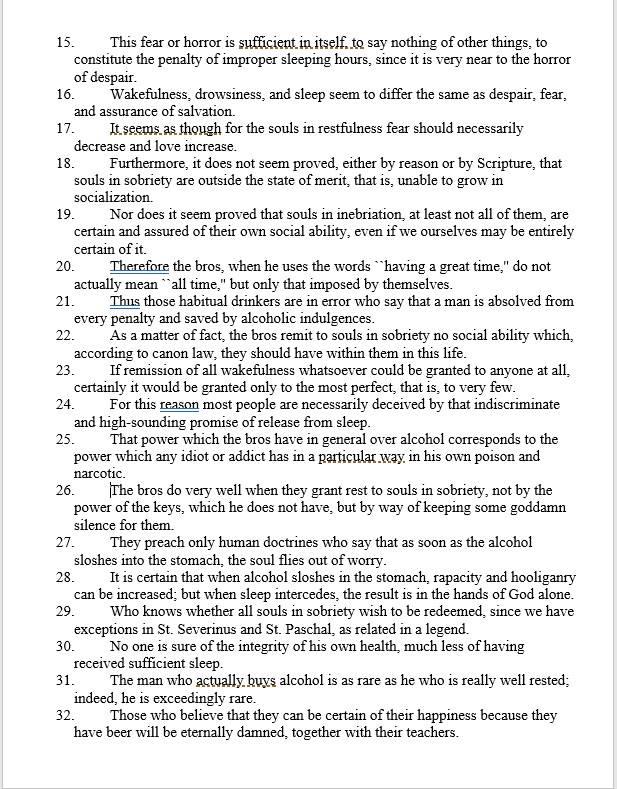 15. This fear or horror is sufficient in itself, to say nothing of other things, to
constitute the penalty of improper sleeping hours, since it is very near to the horror
of despair.
16. Wakefulness, drowsiness, and sleep seem to differ the same as despair, fear,
and assurance of salvation.
17. It seems as though for the souls in restfulness fear should necessarily
decrease and love increase.
18. Furthermore, it does not seem proved, either by reason or by Scripture, that
souls in sobriety are outside the state of merit, that is, unable to grow in
socialization.
19. Nor does it seem proved that souls in inebriation, at least not all of them, are
certain and assured of their own social ability, even if we ourselves may be entirely
certain of it.
20. Therefore the bros, when he uses the words ``having a great time," do not
actually mean ``all time," but only that imposed by themselves.
21. Thus those habitual drinkers are in error who say that a man is absolved from
every penalty and saved by alcoholic indulgences.
22. As a matter of fact, the bros remit to souls in sobriety no social ability which,
according to canon law, they should have within them in this life.
23. If remission of all wakefulness whatsoever could be granted to anyone at all,
certainly it would be granted only to the most perfect, that is, to very few.
24. For this reason most people are necessarily deceived by that indiscriminate
and high-sounding promise of release from sleep.
25. That power which the bros have in general over alcohol corresponds to the
power which any idiot or addict has in a particular way in his own poison and
narcotic.
26. The bros do very well when they grant rest to souls in sobriety, not by the
power of the keys, which he does not have, but by way of keeping some goddamn
silence for them.
27. They preach only human doctrines who say that as soon as the alcohol
sloshes into the stomach, the soul flies out of worry.
28. It is certain that when alcohol sloshes in the stomach, rapacity and hooliganry
can be increased; but when sleep intercedes, the result is in the hands of God alone.
29. Who knows whether all souls in sobriety wish to be redeemed, since we have
exceptions in St. Severinus and St. Paschal, as related in a legend.
30. No one is sure of the integrity of his own health, much less of having
received sufficient sleep.
31. The man who actually buys alcohol is as rare as he who is really well rested;
indeed, he is exceedingly rare.
32. Those who believe that they can be certain of their happiness because they
have beer will be eternally damned, together with their teachers.